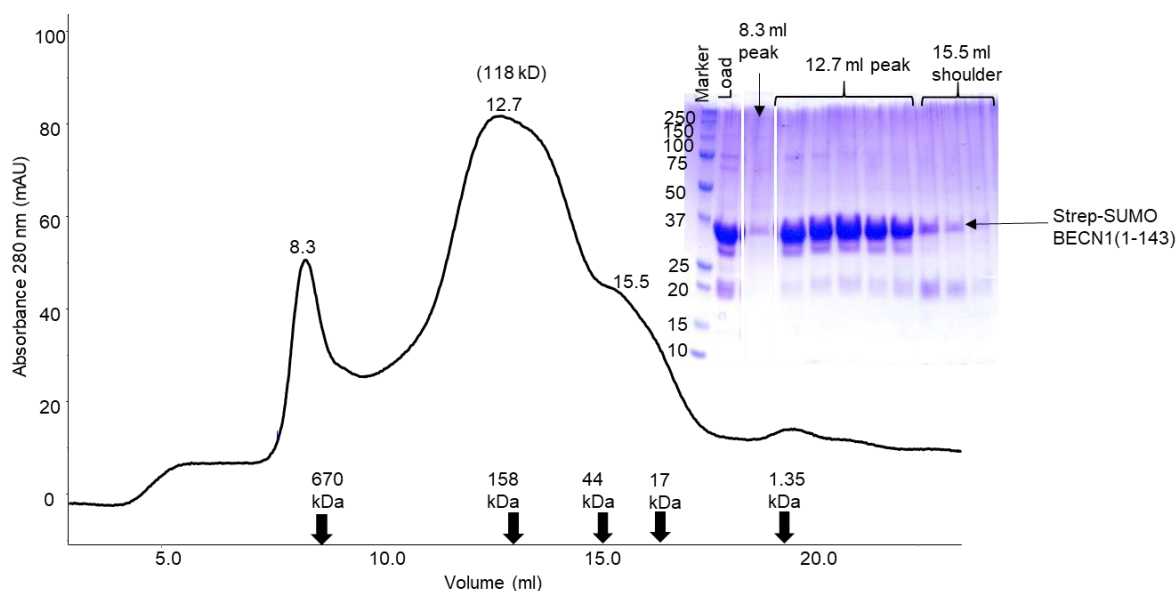 100
80
60
40
20
0
Absorbance 280 nm (mAU)
8.3
(118 kD)
12.7
15.5
670
kDa
158
kDa
44
kDa
17
kDa
1.35
kDa
5.0
10.0
15.0
20.0
Volume (ml)
Marker
Load
8.3 ml
peak
12.7 ml peak
15.5 ml
shoulder
250
150
100
75
50
37
25
20
15
10
Strep-SUMO
BECN1(1-143)